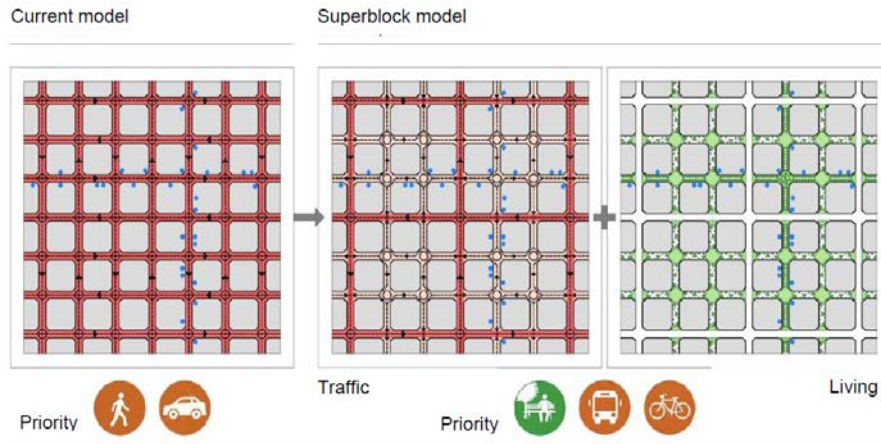 Current model
Superblock model
Traffic
Living
Priority
Priority